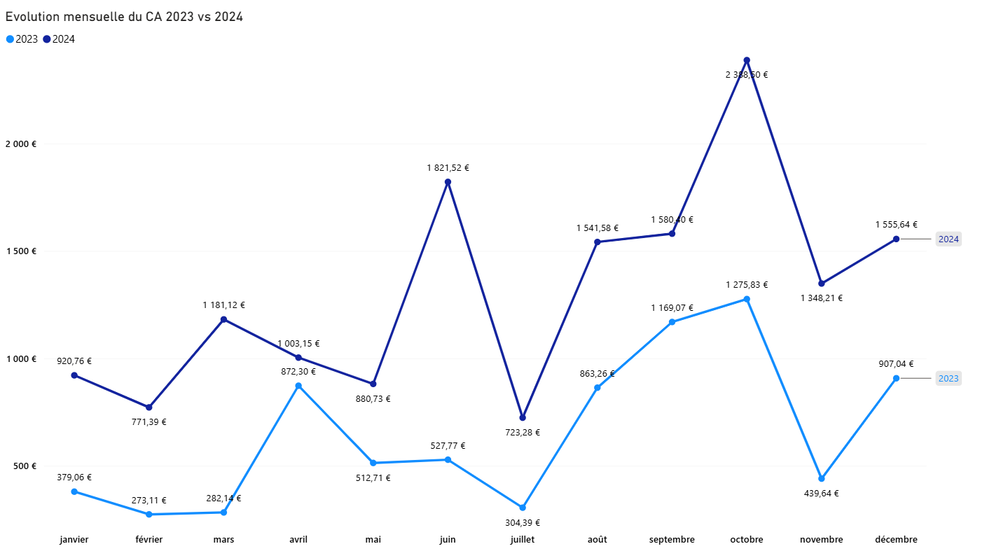 Evolution mensuelle du CA 2023 vs 2024
2023 2024
2 388,50 €
2 000 €
1 821,52 €
1 580,40 €
1 541,58 €
1 555,64 €
1 500 €
2024
1 348,21 €
1 275,83 €
1 181,12 €
1 169,07 €
1 003,15 €
920,76 €
1 000 €
872,30 €
863,26 €
907,04 €
880,73 €
2023
771,39 €
723,28 €
527,77 €
500 €
512,71 €
379,06 €
439,64 €
273,11 €
282,14 €
304,39 €
janvier février mars avril mai juin juillet août septembre octobre novembre décembre